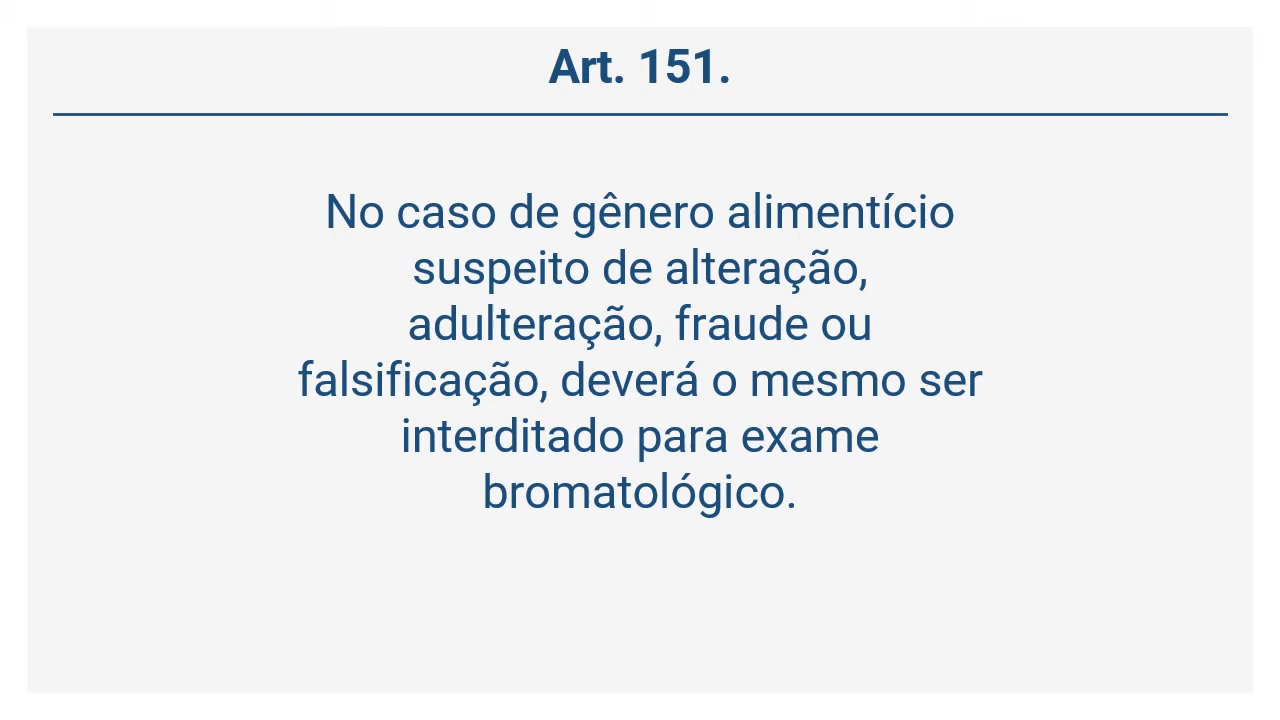 Art. 151.
No caso de gênero alimentício
suspeito de alteração,
adulteração, fraude ou
falsificação, deverá o mesmo ser
interditado para exame
bromatológico.